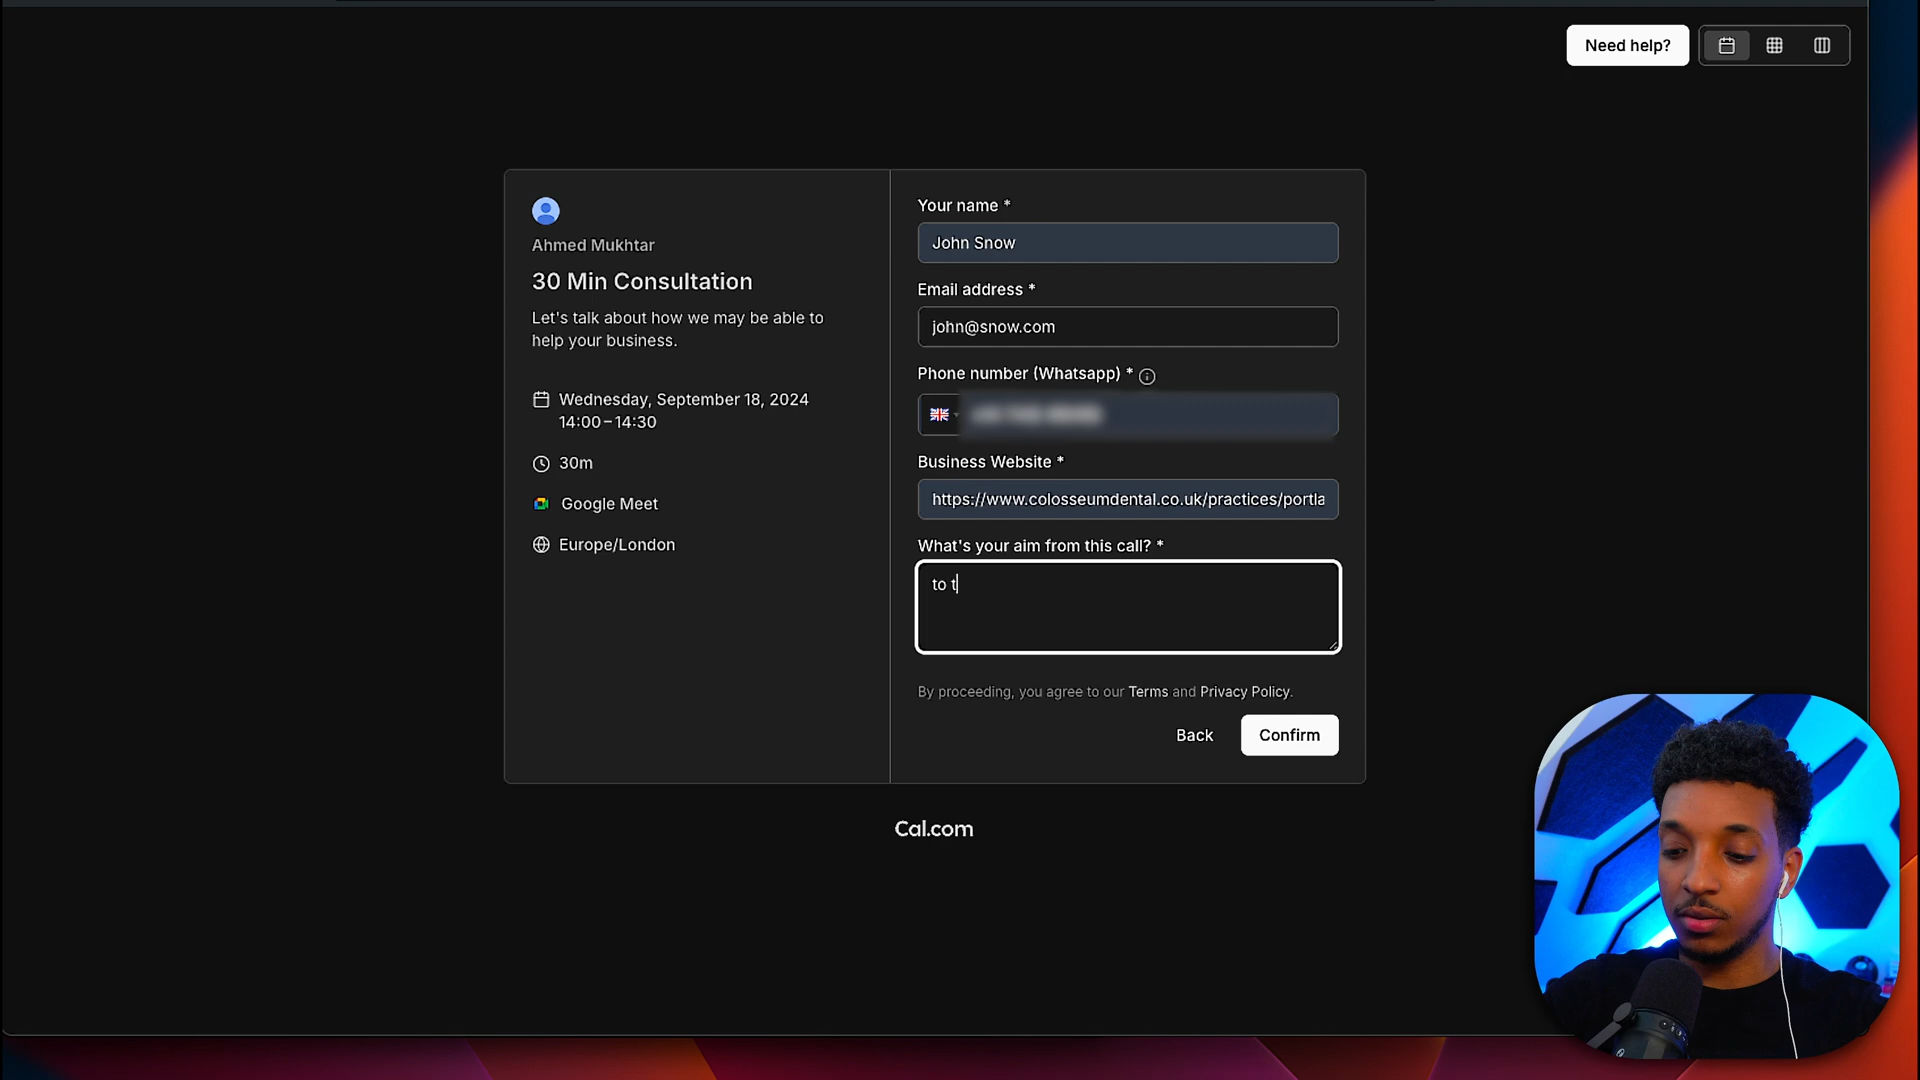 Need help?
Ahmed Mukhtar
30 Min Consultation
Let's talk about how we may be able to
help your business.
Wednesday, September 18, 2024
14:00 – 14:30
30m
Google Meet
Europe/London
Your name *
John Snow
Email address *
john@snow.com
Phone number (Whatsapp) *
Business Website *
https://www.colosseumdental.co.uk/practices/portla
What's your aim from this call? *
to t
By proceeding, you agree to our Terms and Privacy Policy.
Back
Confirm
Cal.com